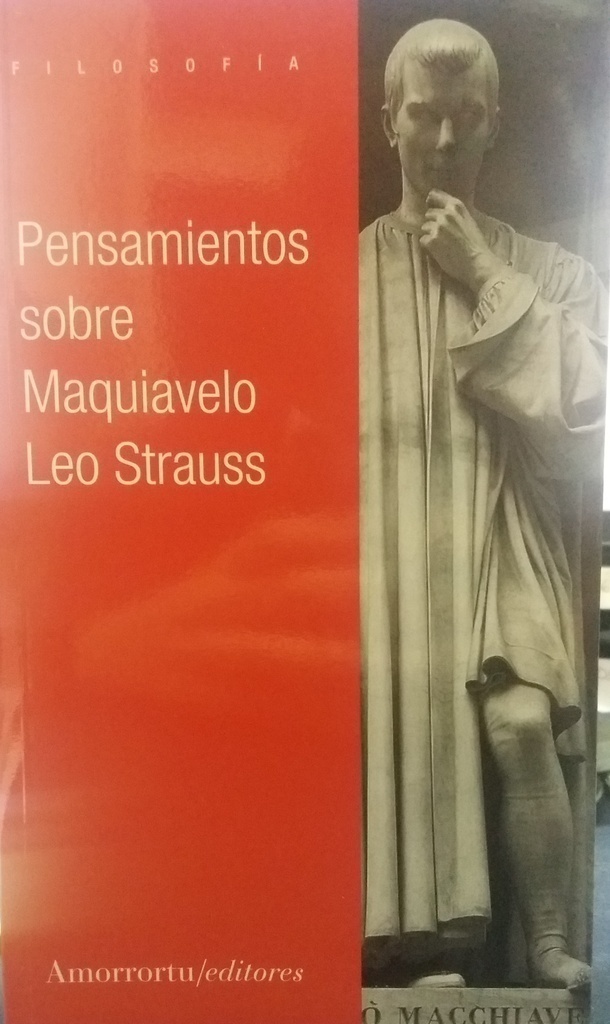 FILOSOFÍA
Pensamientos
sobre
Maquiavelo
Leo Strauss
Amorrortu/editores
Ò MACCHIAVE